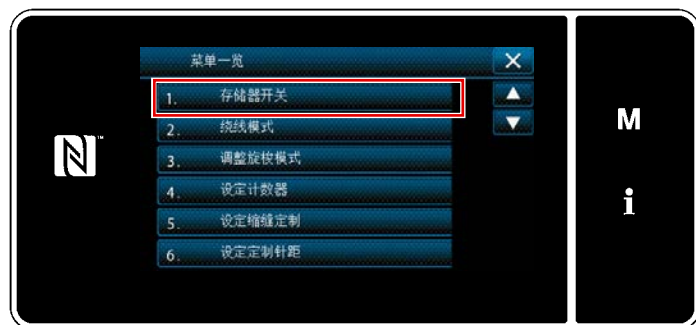 菜单一览
1. 存储器开关
2. 绕线模式
3. 调整旋梭模式
4. 设定计数器
5. 设定缩缝定制
6. 设定定制针距
M
i